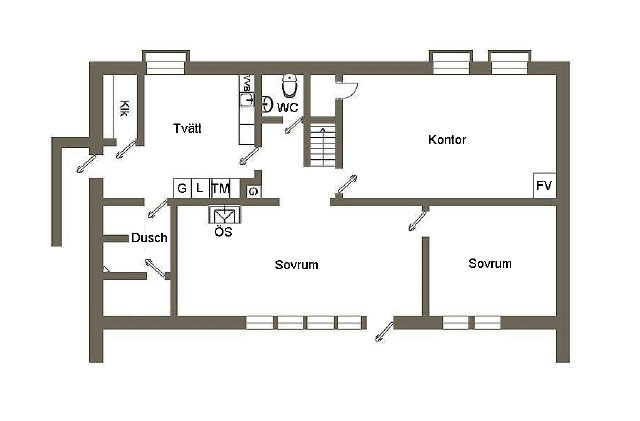 VVB
WC
Klk
Tvätt
Kontor
G L TM
G
FV
ÖS
Dusch
Sovrum
Sovrum